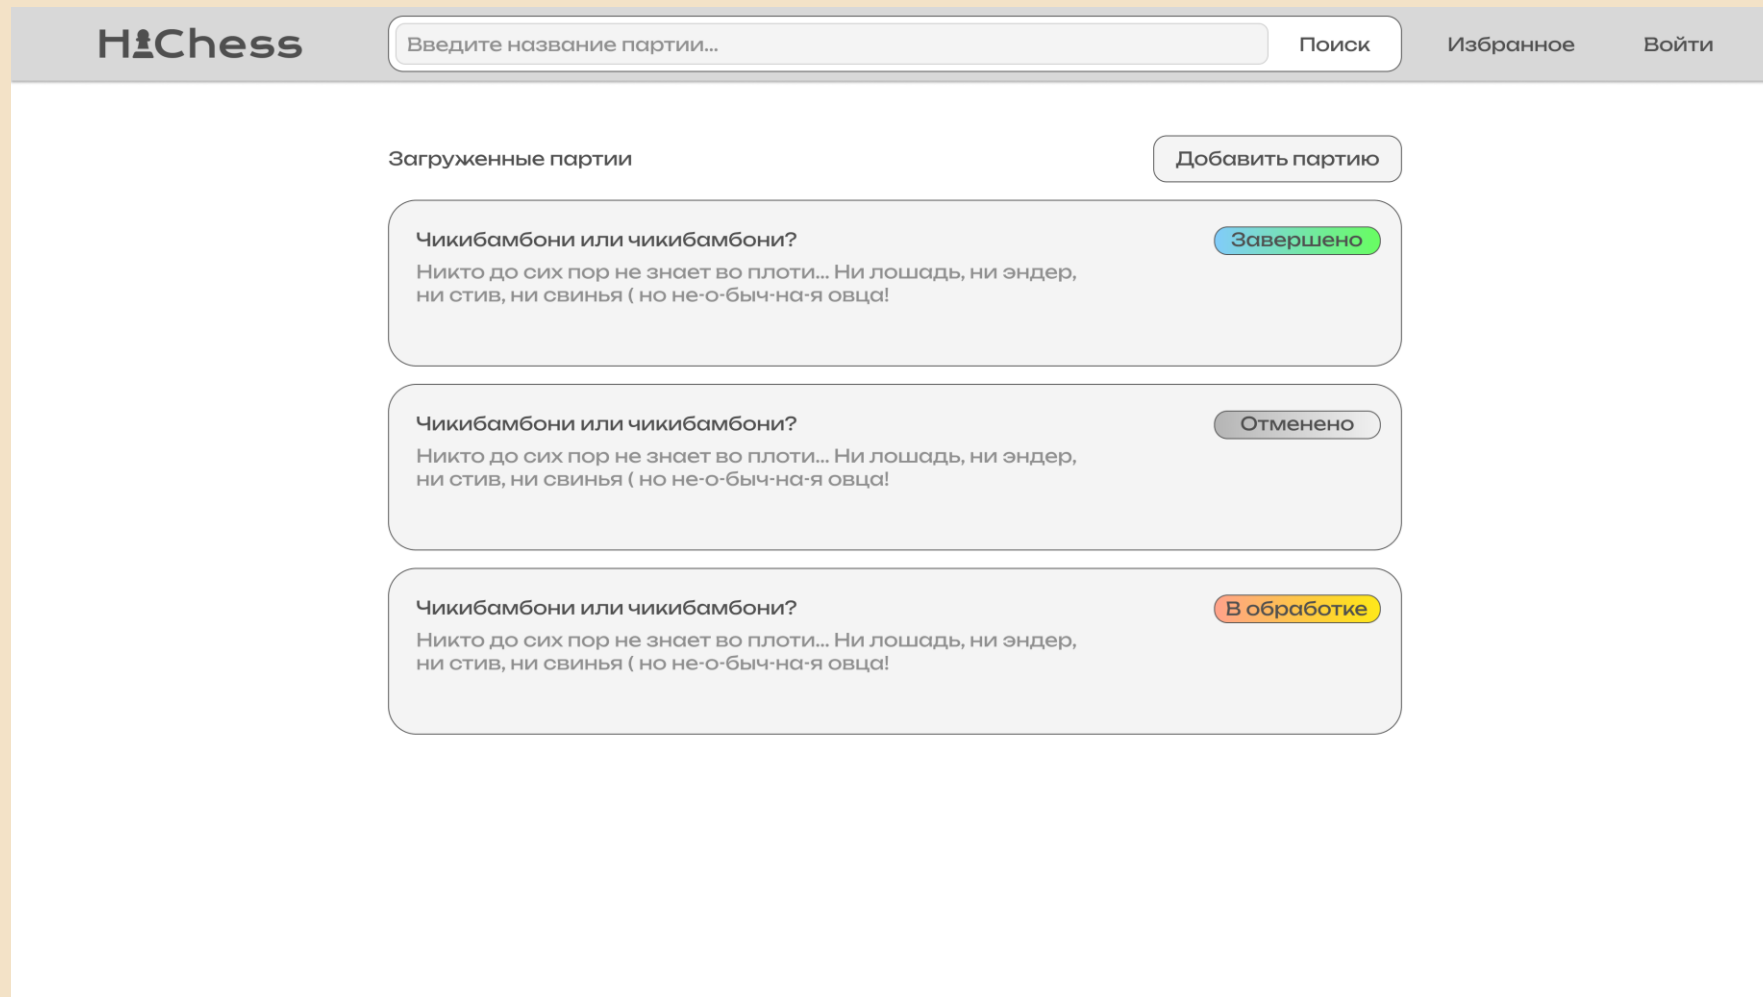 HiChess
Введите название партии...
Поиск
Избранное
Войти
Загруженные партии
Добавить партию
Чикибамбони или чикибамбони?
Завершено
Никто до сих пор не знает во плоти... Ни лошадь, ни эндер,
ни стив, ни свинья ( но не-о-быч-на-я овца!
Чикибамбони или чикибамбони?
Отменено
Никто до сих пор не знает во плоти... Ни лошадь, ни эндер,
ни стив, ни свинья ( но не-о-быч-на-я овца!
Чикибамбони или чикибамбони?
В обработке
Никто до сих пор не знает во плоти... Ни лошадь, ни эндер,
ни стив, ни свинья ( но не-о-быч-на-я овца!